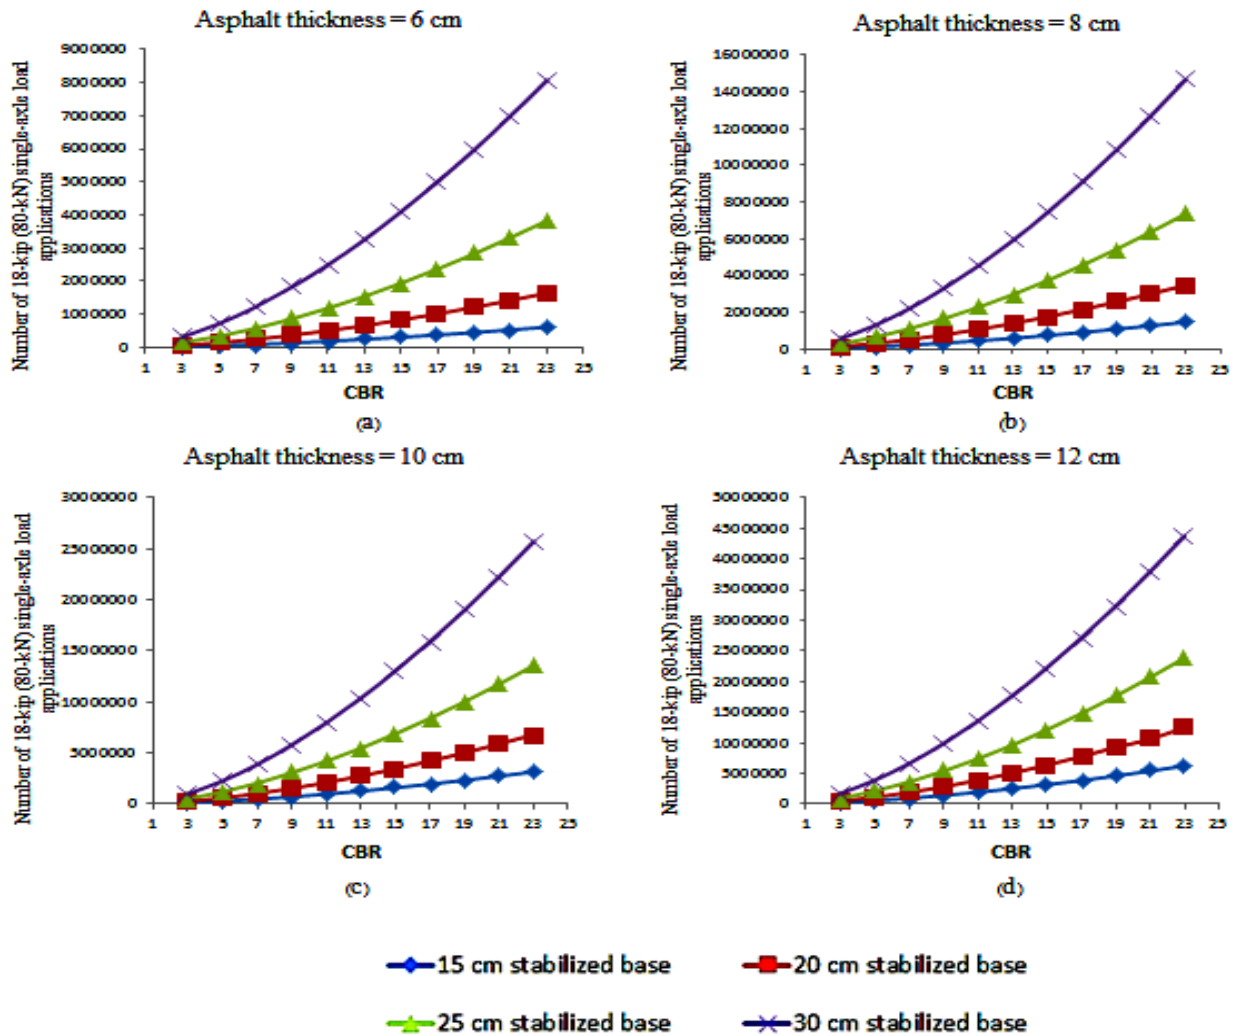 Asphalt thickness = 6 cm
Number of 18-kip (80-kN) single-axle load
applications
9000000
8000000
7000000
6000000
5000000
4000000
3000000
2000000
1000000
0
1 3 5 7 9 11 13 15 17 19 21 23 25
CBR
(a)
Asphalt thickness = 8 cm
Number of 18-kip (80-kN) single-axle load
applications
16000000
14000000
12000000
10000000
8000000
6000000
4000000
2000000
0
1 3 5 7 9 11 13 15 17 19 21 23 25
CBR
(b)
Asphalt thickness = 10 cm
Number of 18-kip (80-kN) single-axle load
applications
30000000
25000000
20000000
15000000
10000000
5000000
0
1 3 5 7 9 11 13 15 17 19 21 23 25
CBR
(c)
Asphalt thickness = 12 cm
Number of 18-kip (80-kN) single-axle load
applications
50000000
45000000
40000000
35000000
30000000
25000000
20000000
15000000
10000000
5000000
0
1 3 5 7 9 11 13 15 17 19 21 23 25
CBR
(d)
15 cm stabilized base
20 cm stabilized base
25 cm stabilized base
30 cm stabilized base